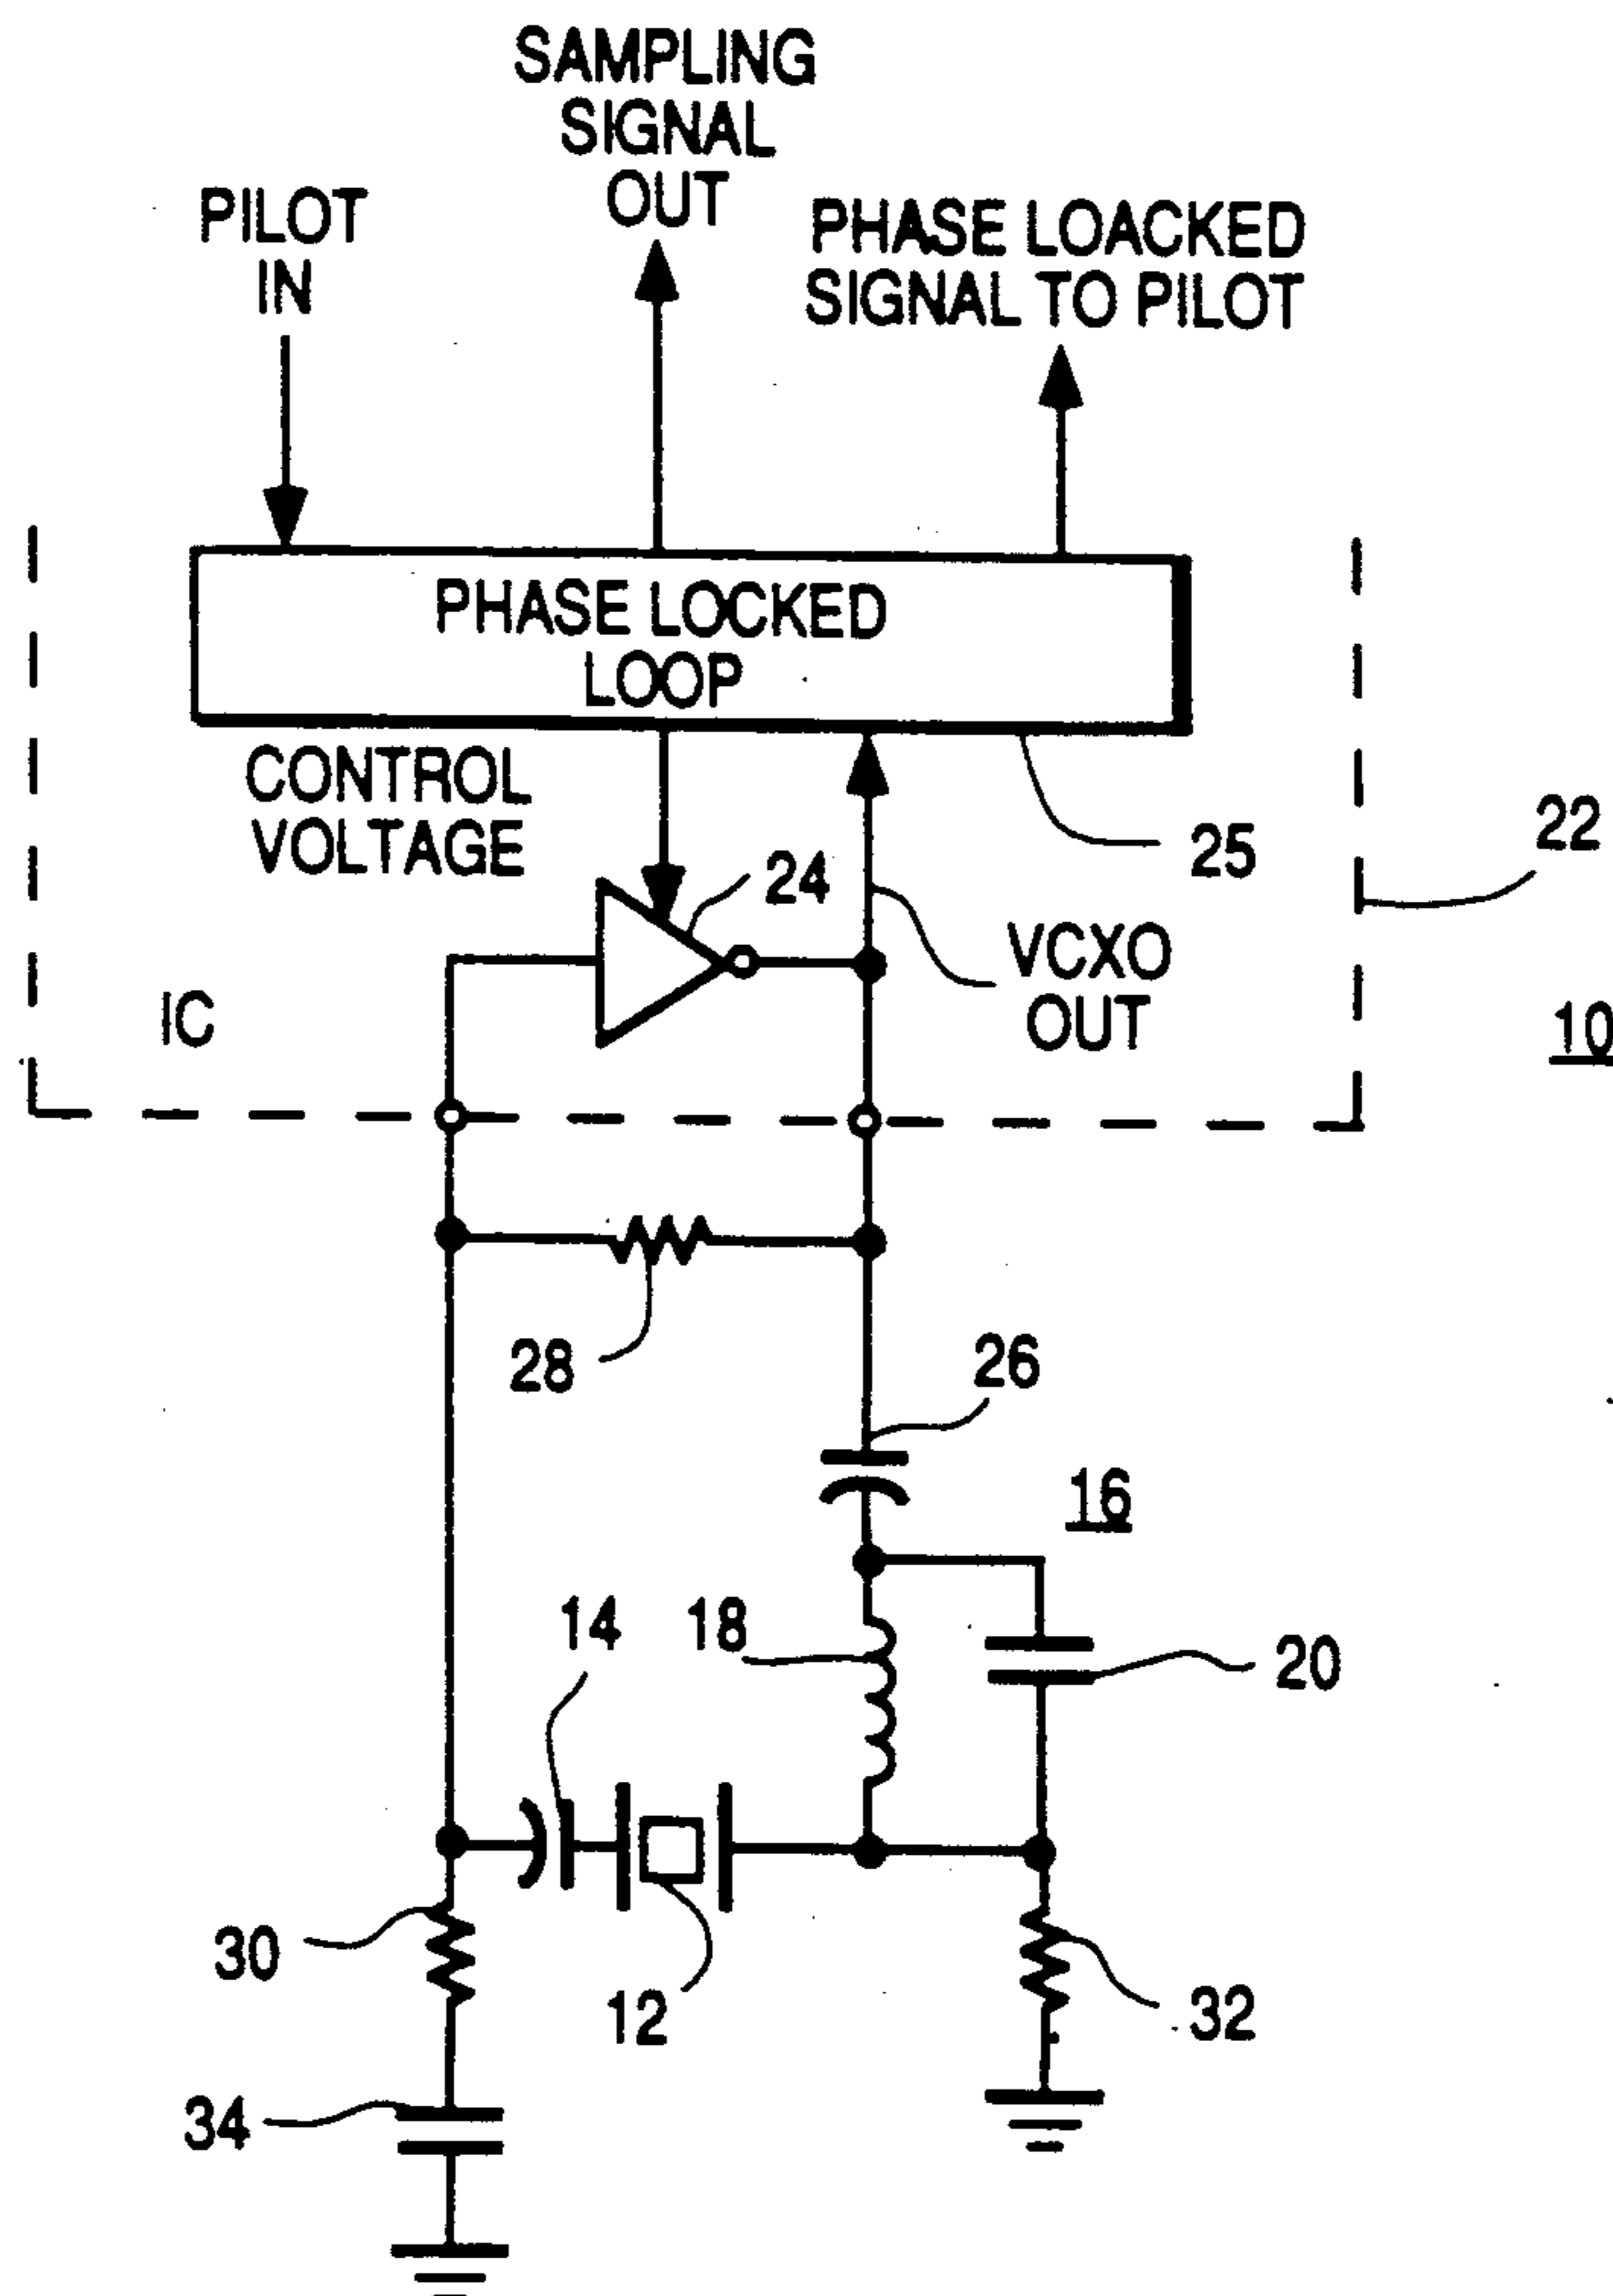 SAMPLING
SIGNAL
OUT
PILOT
IN
PHASE LOACKED
SIGNAL TO PILOT
PHASE LOCKED
LOOP
CONTROL
VOLTAGE
24
25
22
VCXO
OUT
IC
10
28
26
16
14
18
20
30
12
32
34